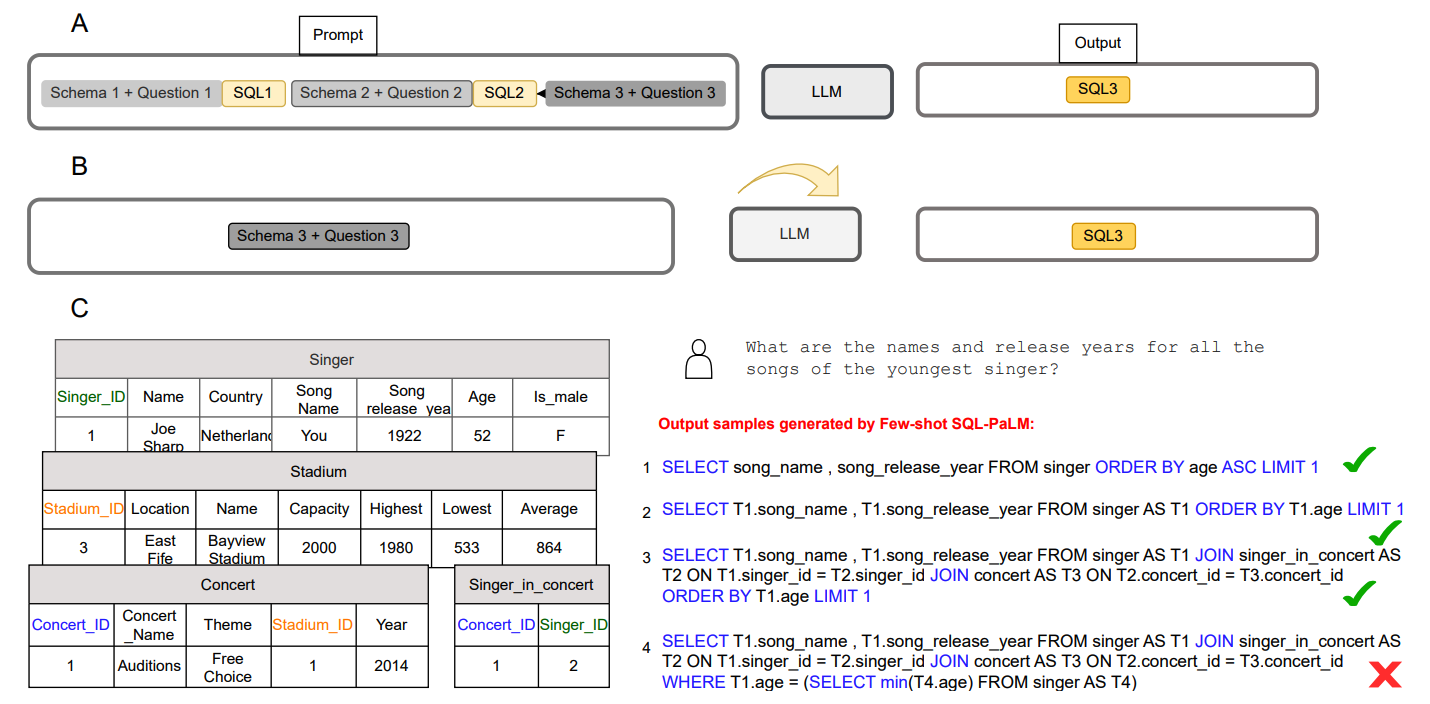 A
Prompt
Output
Schema 1 + Question 1 SQL1 Schema 2 + Question 2 SQL2 Schema 3 + Question 3
LLM
SQL3
B
Schema 3 + Question 3
LLM
SQL3
C
Singer
Singer_ID Name Country Song Name Song release_yea Age Is_male
1 Joe Sharp Netherland You 1922 52 F
Stadium
Stadium_ID Location Name Capacity Highest Lowest Average
3 East Fife Bayview Stadium 2000 1980 533 864
Concert
Concert_ID Concert _Name Theme Stadium_ID Year
1 Auditions Free Choice 1 2014
Singer_in_concert
Concert_ID Singer_ID
1 2
What are the names and release years for all the
songs of the youngest singer?
Output samples generated by Few-shot SQL-PaLM:
1 SELECT song_name , song_release_year FROM singer ORDER BY age ASC LIMIT 1
2 SELECT T1.song_name , T1.song_release_year FROM singer AS T1 ORDER BY T1.age LIMIT 1
3 SELECT T1.song_name , T1.song_release_year FROM singer AS T1 JOIN singer_in_concert AS
T2 ON T1.singer_id = T2.singer_id JOIN concert AS T3 ON T2.concert_id = T3.concert_id
ORDER BY T1.age LIMIT 1
4 SELECT T1.song_name , T1.song_release_year FROM singer AS T1 JOIN singer_in_concert AS
T2 ON T1.singer_id = T2.singer_id JOIN concert AS T3 ON T2.concert_id = T3.concert_id
WHERE T1.age = (SELECT min(T4.age) FROM singer AS T4)